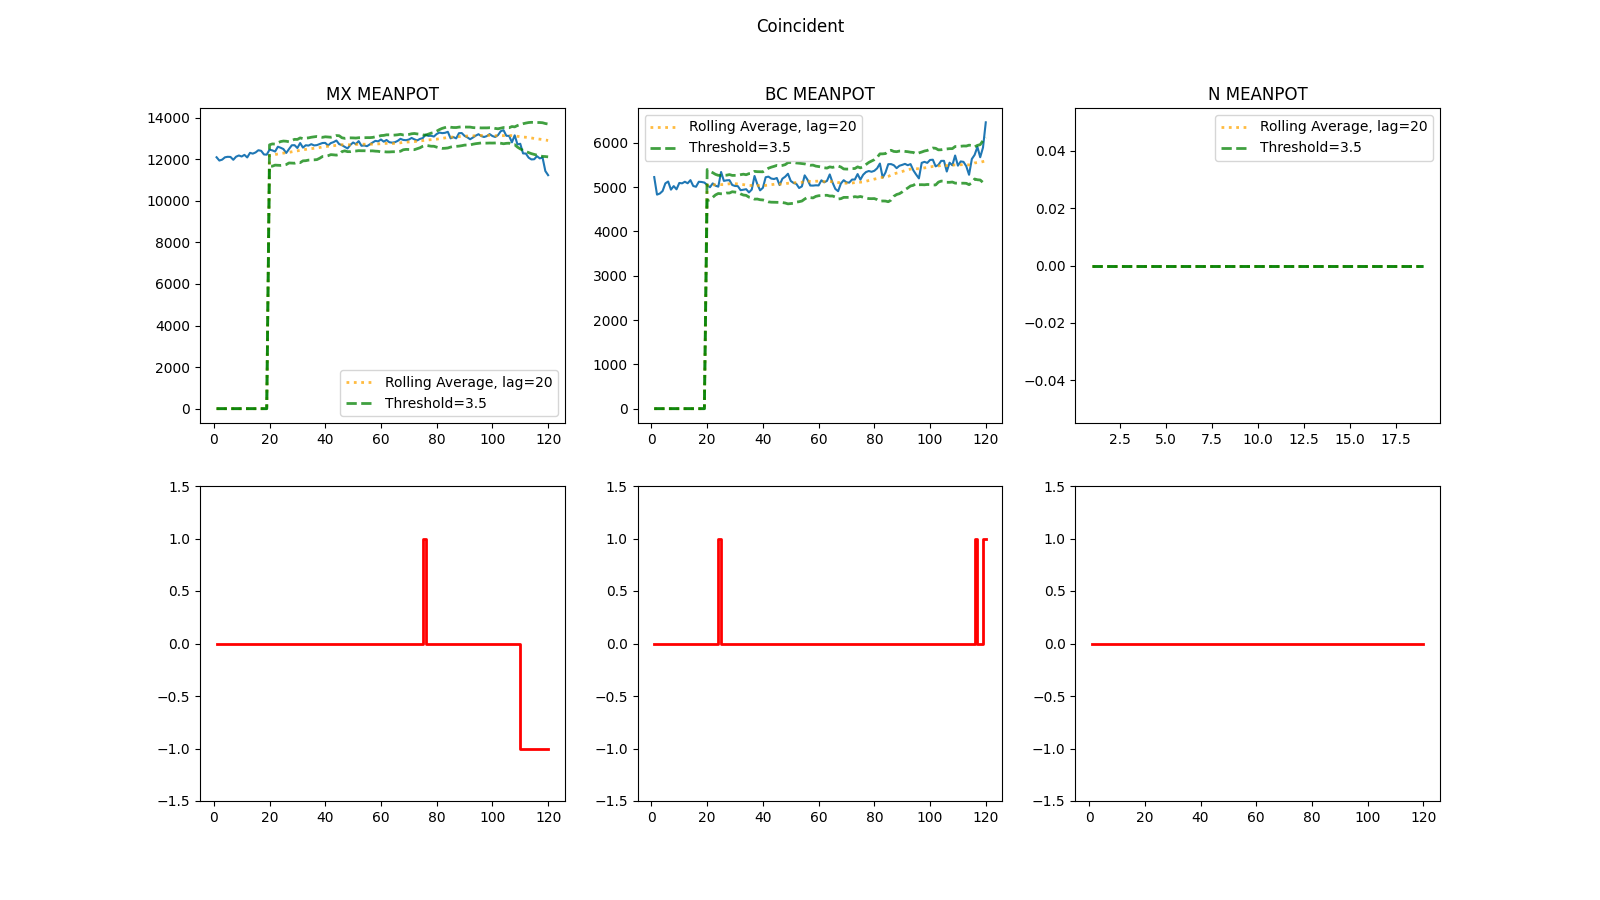 Coincident
MX MEANPOT
14000
12000
10000
8000
6000
4000
2000
0
Rolling Average, lag=20
Threshold=3.5
0 20 40 60 80 100 120
BC MEANPOT
6000
5000
4000
3000
2000
1000
0
Rolling Average, lag=20
Threshold=3.5
0 20 40 60 80 100 120
N MEANPOT
0.04
0.02
0.00
−0.02
−0.04
Rolling Average, lag=20
Threshold=3.5
2.5 5.0 7.5 10.0 12.5 15.0 17.5
1.5
1.0
0.5
0.0
−0.5
−1.0
−1.5
0 20 40 60 80 100 120
1.5
1.0
0.5
0.0
−0.5
−1.0
−1.5
0 20 40 60 80 100 120
1.5
1.0
0.5
0.0
−0.5
−1.0
−1.5
0 20 40 60 80 100 120